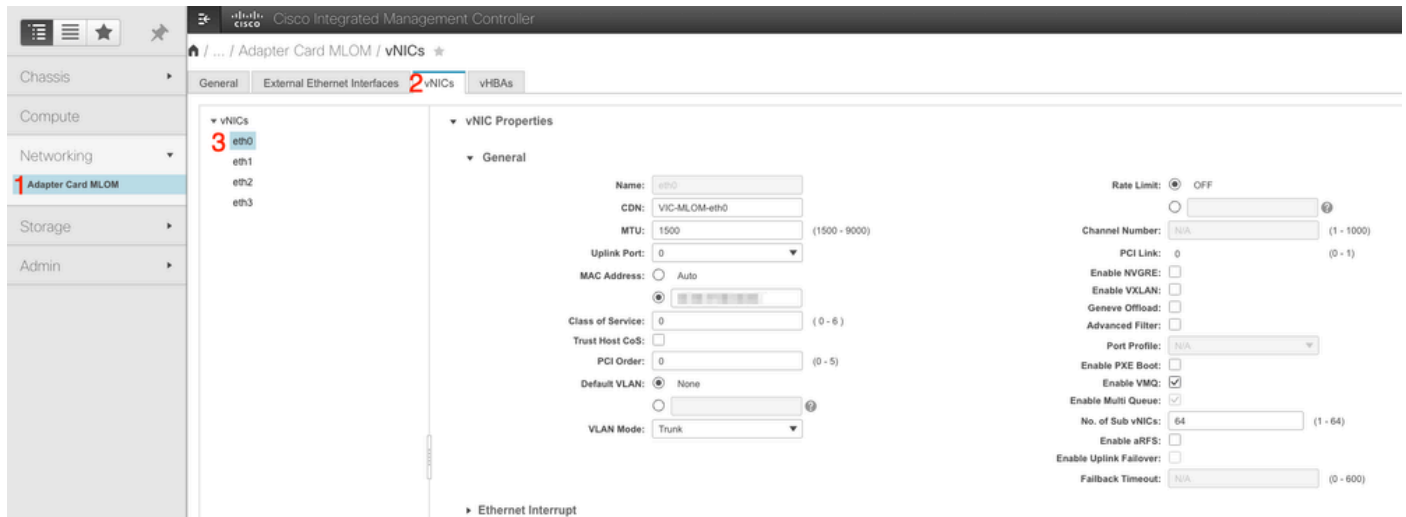 cisco Cisco Integrated Management Controller
/ ... / Adapter Card MLOM / vNICs
Chassis
Compute
Networking
1 Adapter Card MLOM
Storage
Admin
General External Ethernet Interfaces 2 vNICs vHBAs
vNICs
3 eth0
eth1
eth2
eth3
vNIC Properties
General
Name: eth0
CDN: VIC-MLOM-eth0
MTU: 1500 (1500 - 9000)
Uplink Port: 0
MAC Address: Auto
Class of Service: 0 ( 0 - 6 )
Trust Host CoS:
PCI Order: 0 (0 - 5)
Default VLAN: None
VLAN Mode: Trunk
Rate Limit: OFF
?
Channel Number: N/A (1 - 1000)
PCI Link: 0 (0 - 1)
Enable NVGRE:
Enable VXLAN:
Geneve Offload:
Advanced Filter:
Port Profile: N/A
Enable PXE Boot:
Enable VMQ:
Enable Multi Queue:
No. of Sub vNICs: 64 (1 - 64)
Enable aRFS:
Enable Uplink Failover:
Failback Timeout: N/A (0 - 600)
?
Ethernet Interrupt